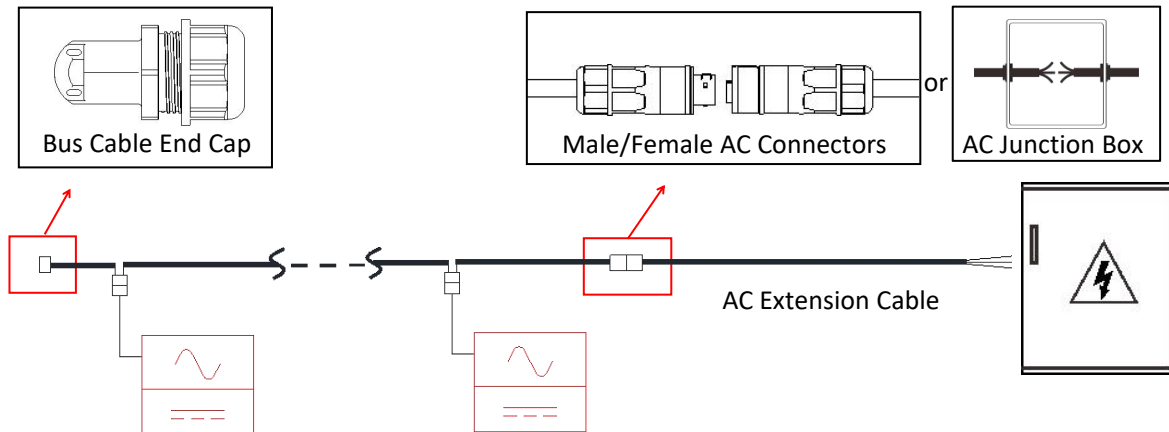 Bus Cable End Cap
Male/Female AC Connectors
or
AC Junction Box
AC Extension Cable